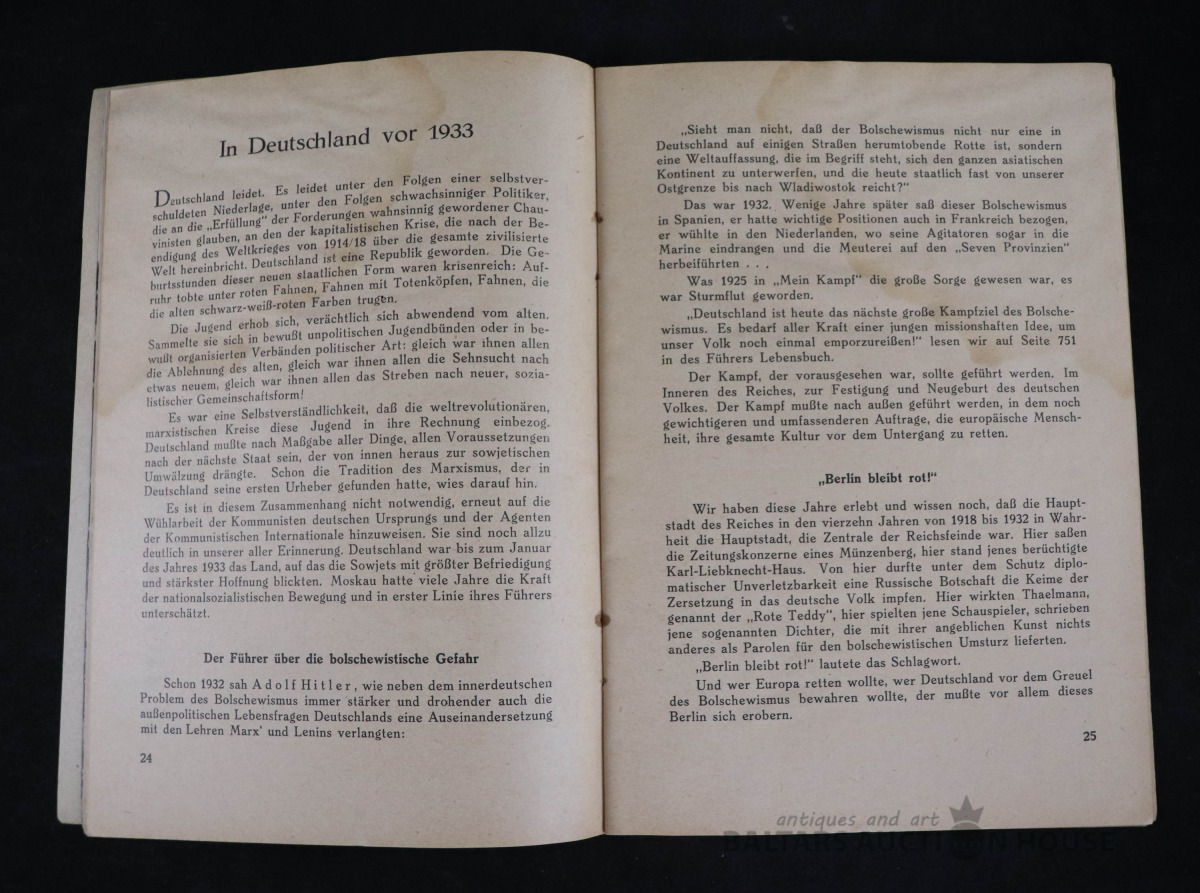 In Deutschland vor 1933
Deutschland leidet. Es leidet unter den Folgen einer selbstver-
schuldeten Niederlage, unter den Folgen schwachsinniger Politiker,
die an die „Erfüllung" der Forderungen wahnsinnig gewordener Chau-
vinisten glauben, an den der kapitalistischen Krise, die nach der Be-
endigung des Weltkrieges von 1914/18 über die gesamte zivilisierte
Welt hereinbricht. Deutschland ist eine Republik geworden. Die Ge-
burtsstunden dieser neuen staatlichen Form waren krisenreich: Auf-
ruhr tobte unter roten Fahnen, Fahnen mit Totenköpfen, Fahnen, die
die alten schwarz-weiß-roten Farben trugen.
Die Jugend erhob sich, verächtlich sich abwendend vom alten.
Sammelte sie sich in bewußt unpolitischen Jugendbünden oder in be-
wußt organisierten Verbänden politischer Art: gleich war ihnen allen
die Ablehnung des alten, gleich war ihnen allen die Sehnsucht nach
etwas neuem, gleich war ihnen allen das Streben nach neuer, sozia-
listischer Gemeinschaftsform!
Es war eine Selbstverständlichkeit, daß die weltrevolutionären,
marxistischen Kreise diese Jugend in ihre Rechnung einbezog.
Deutschland mußte nach Maßgabe aller Dinge, allen Voraussetzungen
nach der nächste Staat sein, der von innen heraus zur sowjetischen
Umwälzung drängte. Schon die Tradition des Marxismus, der in
Deutschland seine ersten Urheber gefunden hatte, wies darauf hin.
Es ist in diesem Zusammenhang nicht notwendig, erneut auf die
Wühlarbeit der Kommunisten deutschen Ursprungs und der Agenten
der Kommunistischen Internationale hinzuweisen. Sie sind noch allzu
deutlich in unserer aller Erinnerung. Deutschland war bis zum Januar
des Jahres 1933 das Land, auf das die Sowjets mit größter Befriedigung
und stärkster Hoffnung blickten. Moskau hatte viele Jahre die Kraft
der nationalsozialistischen Bewegung und in erster Linie ihres Führers
unterschätzt.
Der Führer über die bolschewistische Gefahr
Schon 1932 sah Adolf Hitler, wie neben dem innerdeutschen
Problem des Bolschewismus immer stärker und drohender auch die
außenpolitischen Lebensfragen Deutschlands eine Auseinandersetzung
mit den Lehren Marx' und Lenins verlangten:
24
„Sieht man nicht, daß der Bolschewismus nicht nur eine in
Deutschland auf einigen Straßen herumtobende Rotte ist, sondern
eine Weltauffassung, die im Begriff steht, sich den ganzen asiatischen
Kontinent zu unterwerfen, und die heute staatlich fast von unserer
Ostgrenze bis nach Wladiwostok reicht?"
Das war 1932. Wenige Jahre später saß dieser Bolschewismus
in Spanien, er hatte wichtige Positionen auch in Frankreich bezogen,
er wühlte in den Niederlanden, wo seine Agitatoren sogar in die
Marine eindrangen und die Meuterei auf den „Seven Provinzien"
herbeiführten . . .
Was 1925 in „Mein Kampf" die große Sorge gewesen war, es
war Sturmflut geworden.
„Deutschland ist heute das nächste große Kampfziel des Bolsche-
wismus. Es bedarf aller Kraft einer jungen missionshaften Idee, um
unser Volk noch einmal emporzureißen!" lesen wir auf Seite 751
in des Führers Lebensbuch.
Der Kampf, der vorausgesehen war, sollte geführt werden. Im
Inneren des Reiches, zur Festigung und Neugeburt des deutschen
Volkes. Der Kampf mußte nach außen geführt werden, in dem noch
gewichtigeren und umfassenderen Auftrage, die europäische Mensch-
heit, ihre gesamte Kultur vor dem Untergang zu retten.
„Berlin bleibt rot!"
Wir haben diese Jahre erlebt und wissen noch, daß die Haupt-
stadt des Reiches in den vierzehn Jahren von 1918 bis 1932 in Wahr-
heit die Hauptstadt, die Zentrale der Reichsfeinde war. Hier saßen
die Zeitungskonzerne eines Münzenberg, hier stand jenes berüchtigte
Karl-Liebknecht-Haus. Von hier durfte unter dem Schutz diplo-
matischer Unverletzbarkeit eine Russische Botschaft die Keime der
Zersetzung in das deutsche Volk impfen. Hier wirkten Thaelmann,
genannt der „Rote Teddy", hier spielten jene Schauspieler, schrieben
jene sogenannten Dichter, die mit ihrer angeblichen Kunst nichts
anderes als Parolen für den bolschewistischen Umsturz lieferten.
„Berlin bleibt rot!" lautete das Schlagwort.
Und wer Europa retten wollte, wer Deutschland vor dem Greuel
des Bolschewismus bewahren wollte, der mußte vor allem dieses
Berlin sich erobern.
25
antiques and art
BALTARS AUCTION HOUSE